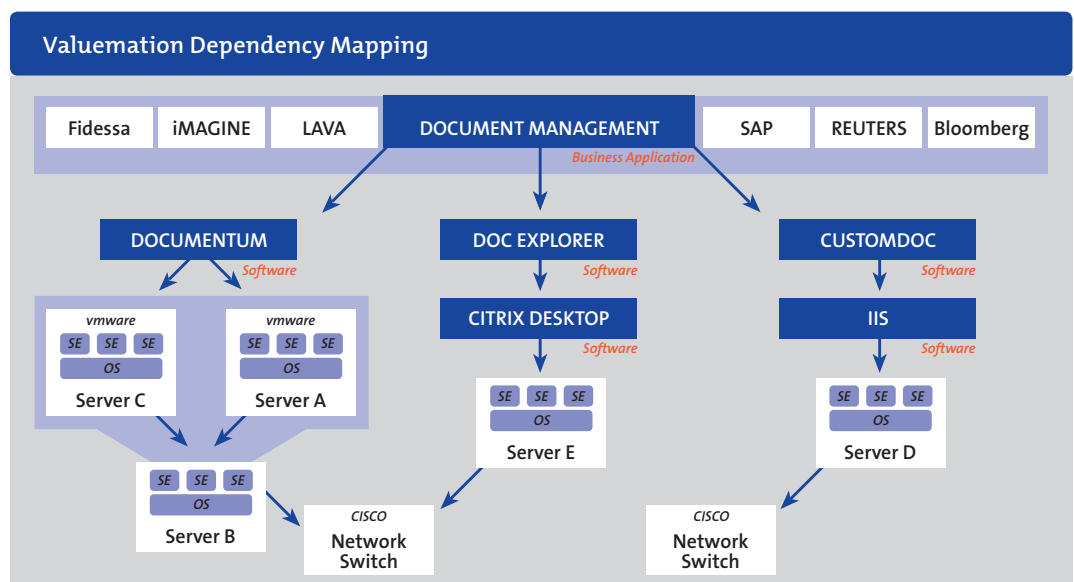 Valuemation Dependency Mapping
Fidessa
iMAGINE
LAVA
DOCUMENT MANAGEMENT
SAP
REUTERS
Bloomberg
Business Application
DOCUMENTUM
DOC EXPLORER
CUSTOMDOC
Software
Software
Software
CITRIX DESKTOP
IIS
Software
Software
vmware
SE SE SE
OS
Server C
vmware
SE SE SE
OS
Server A
SE SE SE
OS
Server E
SE SE SE
OS
Server D
SE SE SE
OS
Server B
CISCO
Network
Switch
CISCO
Network
Switch